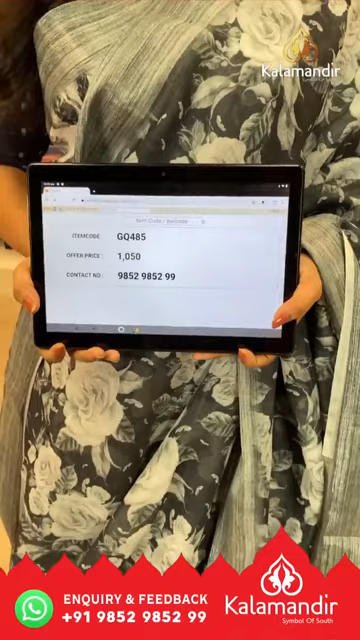 Kalamandir
Item Code / Barcode
ITEMCODE: GQ485
OFFER PRICE : 1,050
CONTACT NO : 9852 9852 99
ENQUIRY & FEEDBACK
+91 9852 9852 99
Kalamandir
Symbol Of South